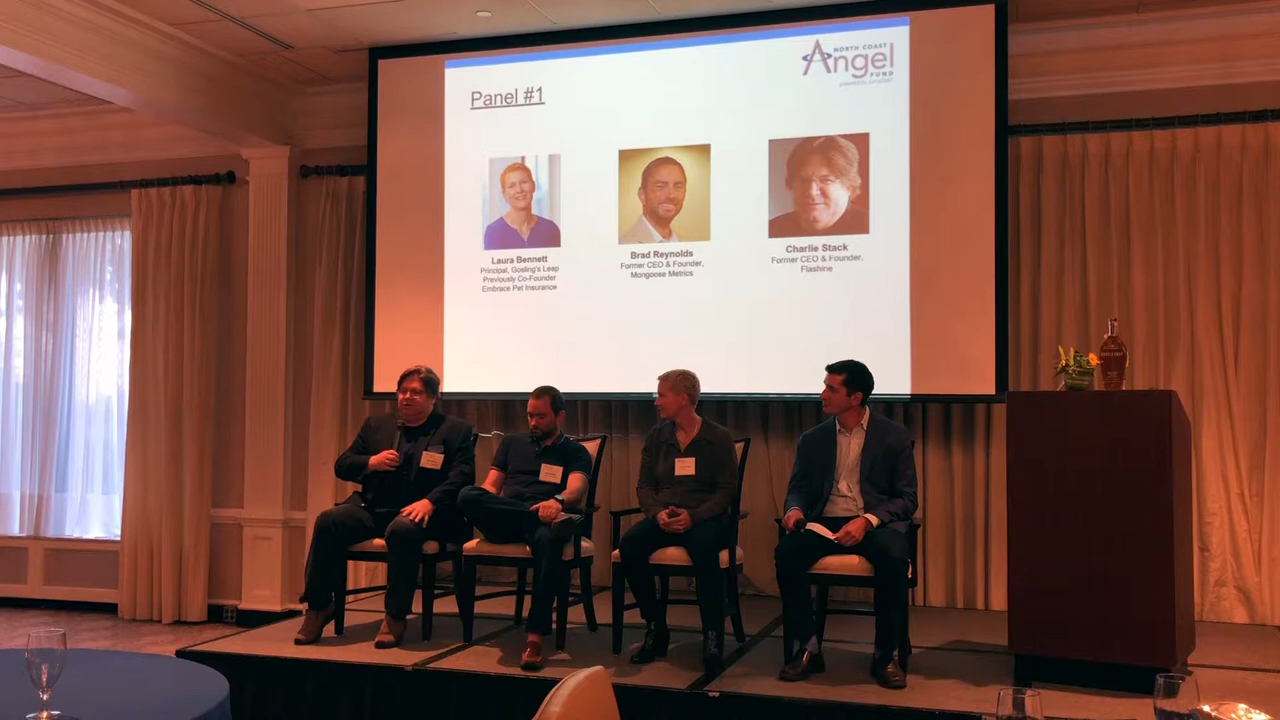 NORTH COAST
Angel
FUND
Panel #1
Laura Bennett
Principal, Gosling's Leap
Previously Co-Founder
Embrace Pet Insurance
Brad Reynolds
Former CEO & Founder,
Mongoose Metrics
Charlie Stack
Former CEO & Founder,
Flashine